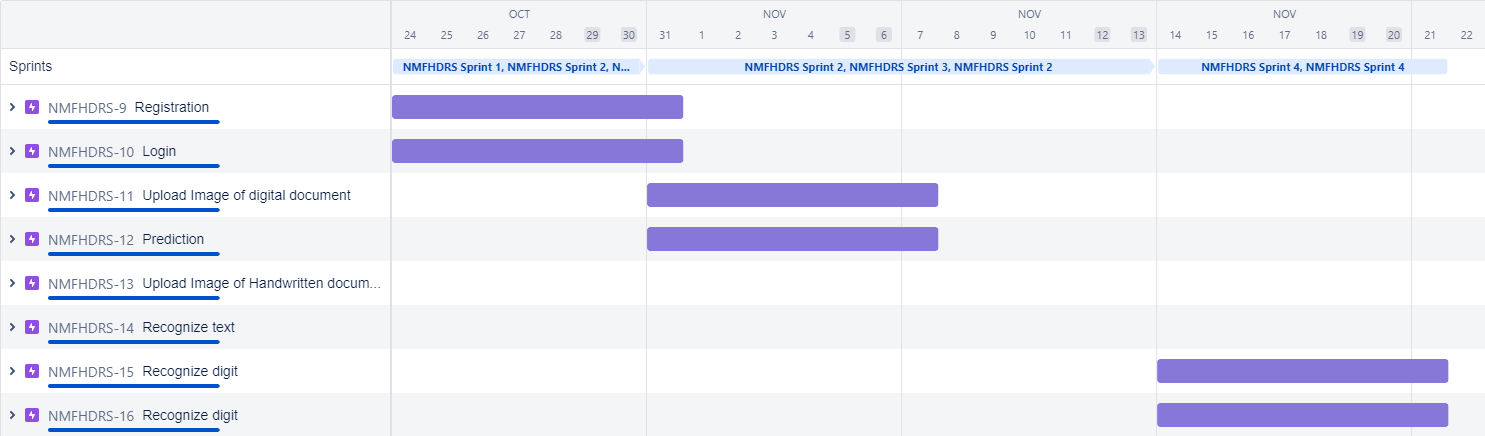 OCT NOV NOV NOV
24 25 26 27 28 29 30 31 1 2 3 4 5 6 7 8 9 10 11 12 13 14 15 16 17 18 19 20 21 22
Sprints NMFHDRS Sprint 1, NMFHDRS Sprint 2, N... NMFHDRS Sprint 2, NMFHDRS Sprint 3, NMFHDRS Sprint 2 NMFHDRS Sprint 4, NMFHDRS Sprint 4
NMFHDRS-9 Registration
NMFHDRS-10 Login
NMFHDRS-11 Upload Image of digital document
NMFHDRS-12 Prediction
NMFHDRS-13 Upload Image of Handwritten docum...
NMFHDRS-14 Recognize text
NMFHDRS-15 Recognize digit
NMFHDRS-16 Recognize digit